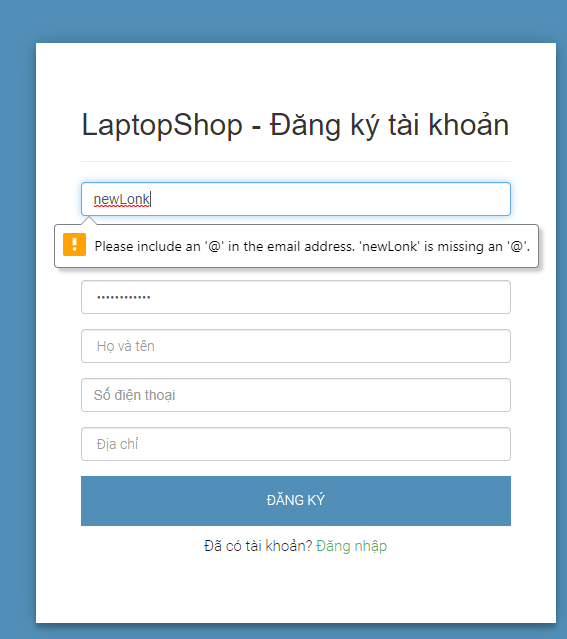 LaptopShop - Đăng ký tài khoản
newLonk
Please include an '@' in the email address. 'newLonk' is missing an '@'.
••••••••••••
Họ và tên
Số điện thoại
Địa chỉ
ĐĂNG KÝ
Đã có tài khoản? Đăng nhập